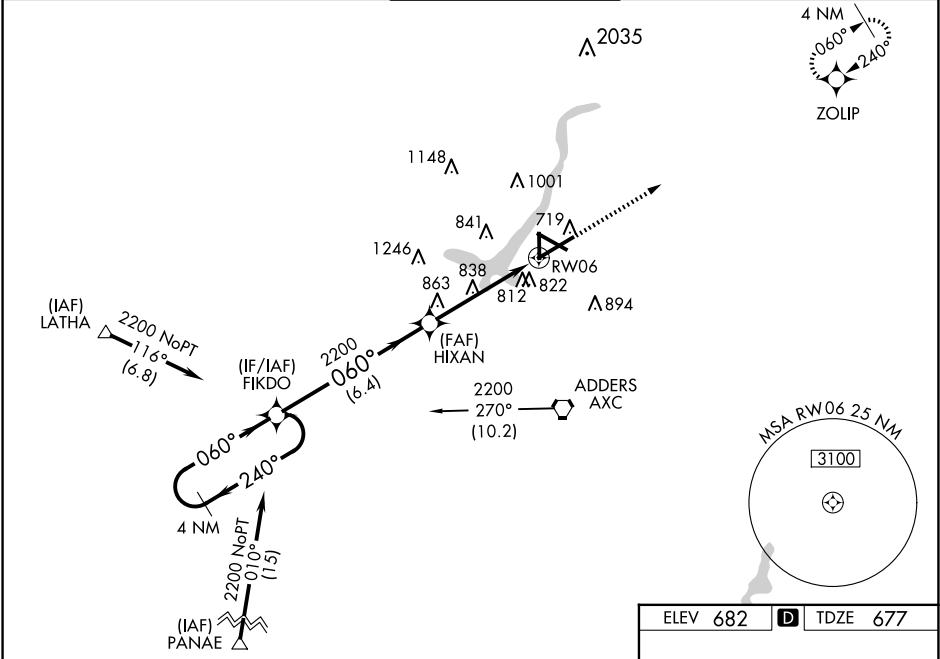 4 NM
060°
240°
ZOLIP
2035
1148
1001
841
719
1246
RW06
838
863
812
822
894
(IAF)
LATHA
2200 NoPT
116°
(6.8)
(FAF)
HIXAN
(IF/IAF)
FIKDO
2200
060°
(6.4)
ADDERS
AXC
2200
270°
(10.2)
060°
240°
4 NM
2200 NoPT
010°
(15)
(IAF)
PANAE
MSA RW06 25 NM
3100
ELEV 682 D TDZE 677